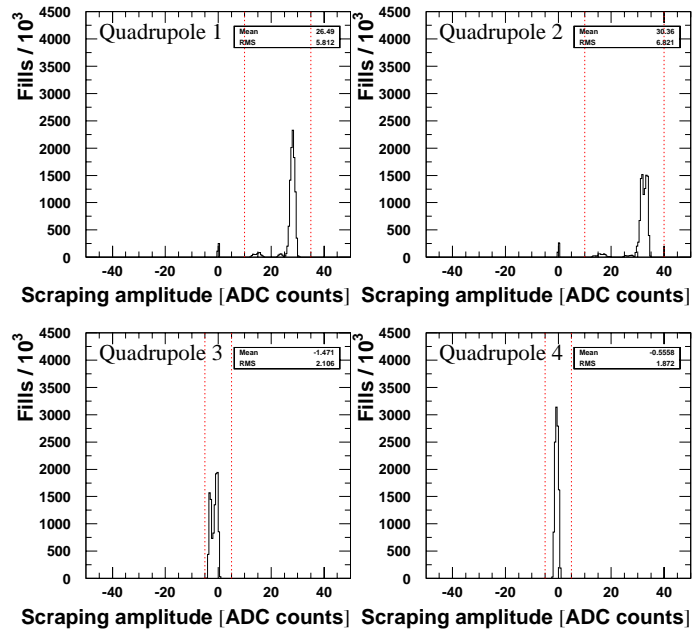 Fills / 10³
4500
4000
3500
3000
2500
2000
1500
1000
500
0
Quadrupole 1
Mean 26.49
RMS 5.812
-40 -20 0 20 40
Scraping amplitude [ADC counts]
Fills / 10³
4500
4000
3500
3000
2500
2000
1500
1000
500
0
Quadrupole 2
Mean 30.36
RMS 6.821
-40 -20 0 20 40
Scraping amplitude [ADC counts]
Fills / 10³
4500
4000
3500
3000
2500
2000
1500
1000
500
0
Quadrupole 3
Mean -1.471
RMS 2.106
-40 -20 0 20 40
Scraping amplitude [ADC counts]
Fills / 10³
4500
4000
3500
3000
2500
2000
1500
1000
500
0
Quadrupole 4
Mean -0.5558
RMS 1.872
-40 -20 0 20 40
Scraping amplitude [ADC counts]